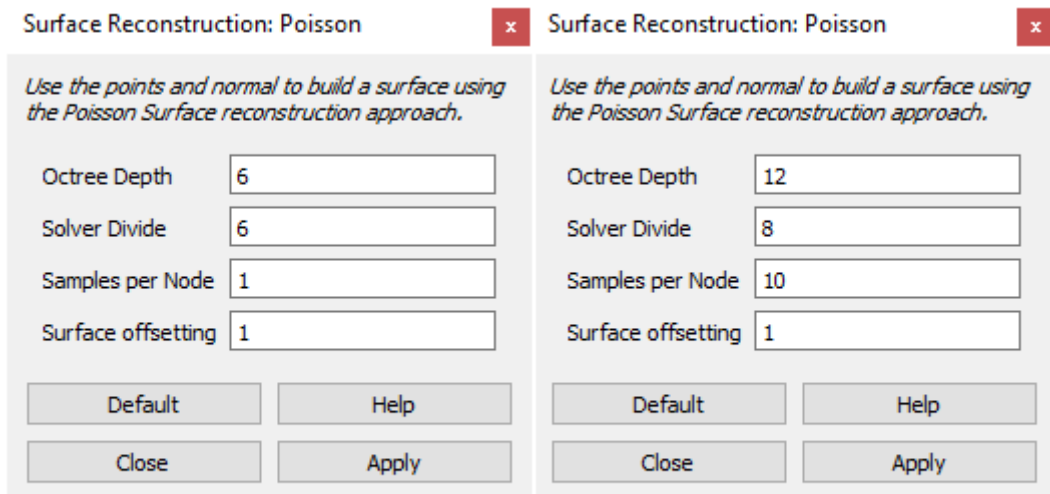 Surface Reconstruction: Poisson x
Use the points and normal to build a surface using
the Poisson Surface reconstruction approach.
Octree Depth 6
Solver Divide 6
Samples per Node 1
Surface offsetting 1
Default Help
Close Apply
Surface Reconstruction: Poisson x
Use the points and normal to build a surface using
the Poisson Surface reconstruction approach.
Octree Depth 12
Solver Divide 8
Samples per Node 10
Surface offsetting 1
Default Help
Close Apply